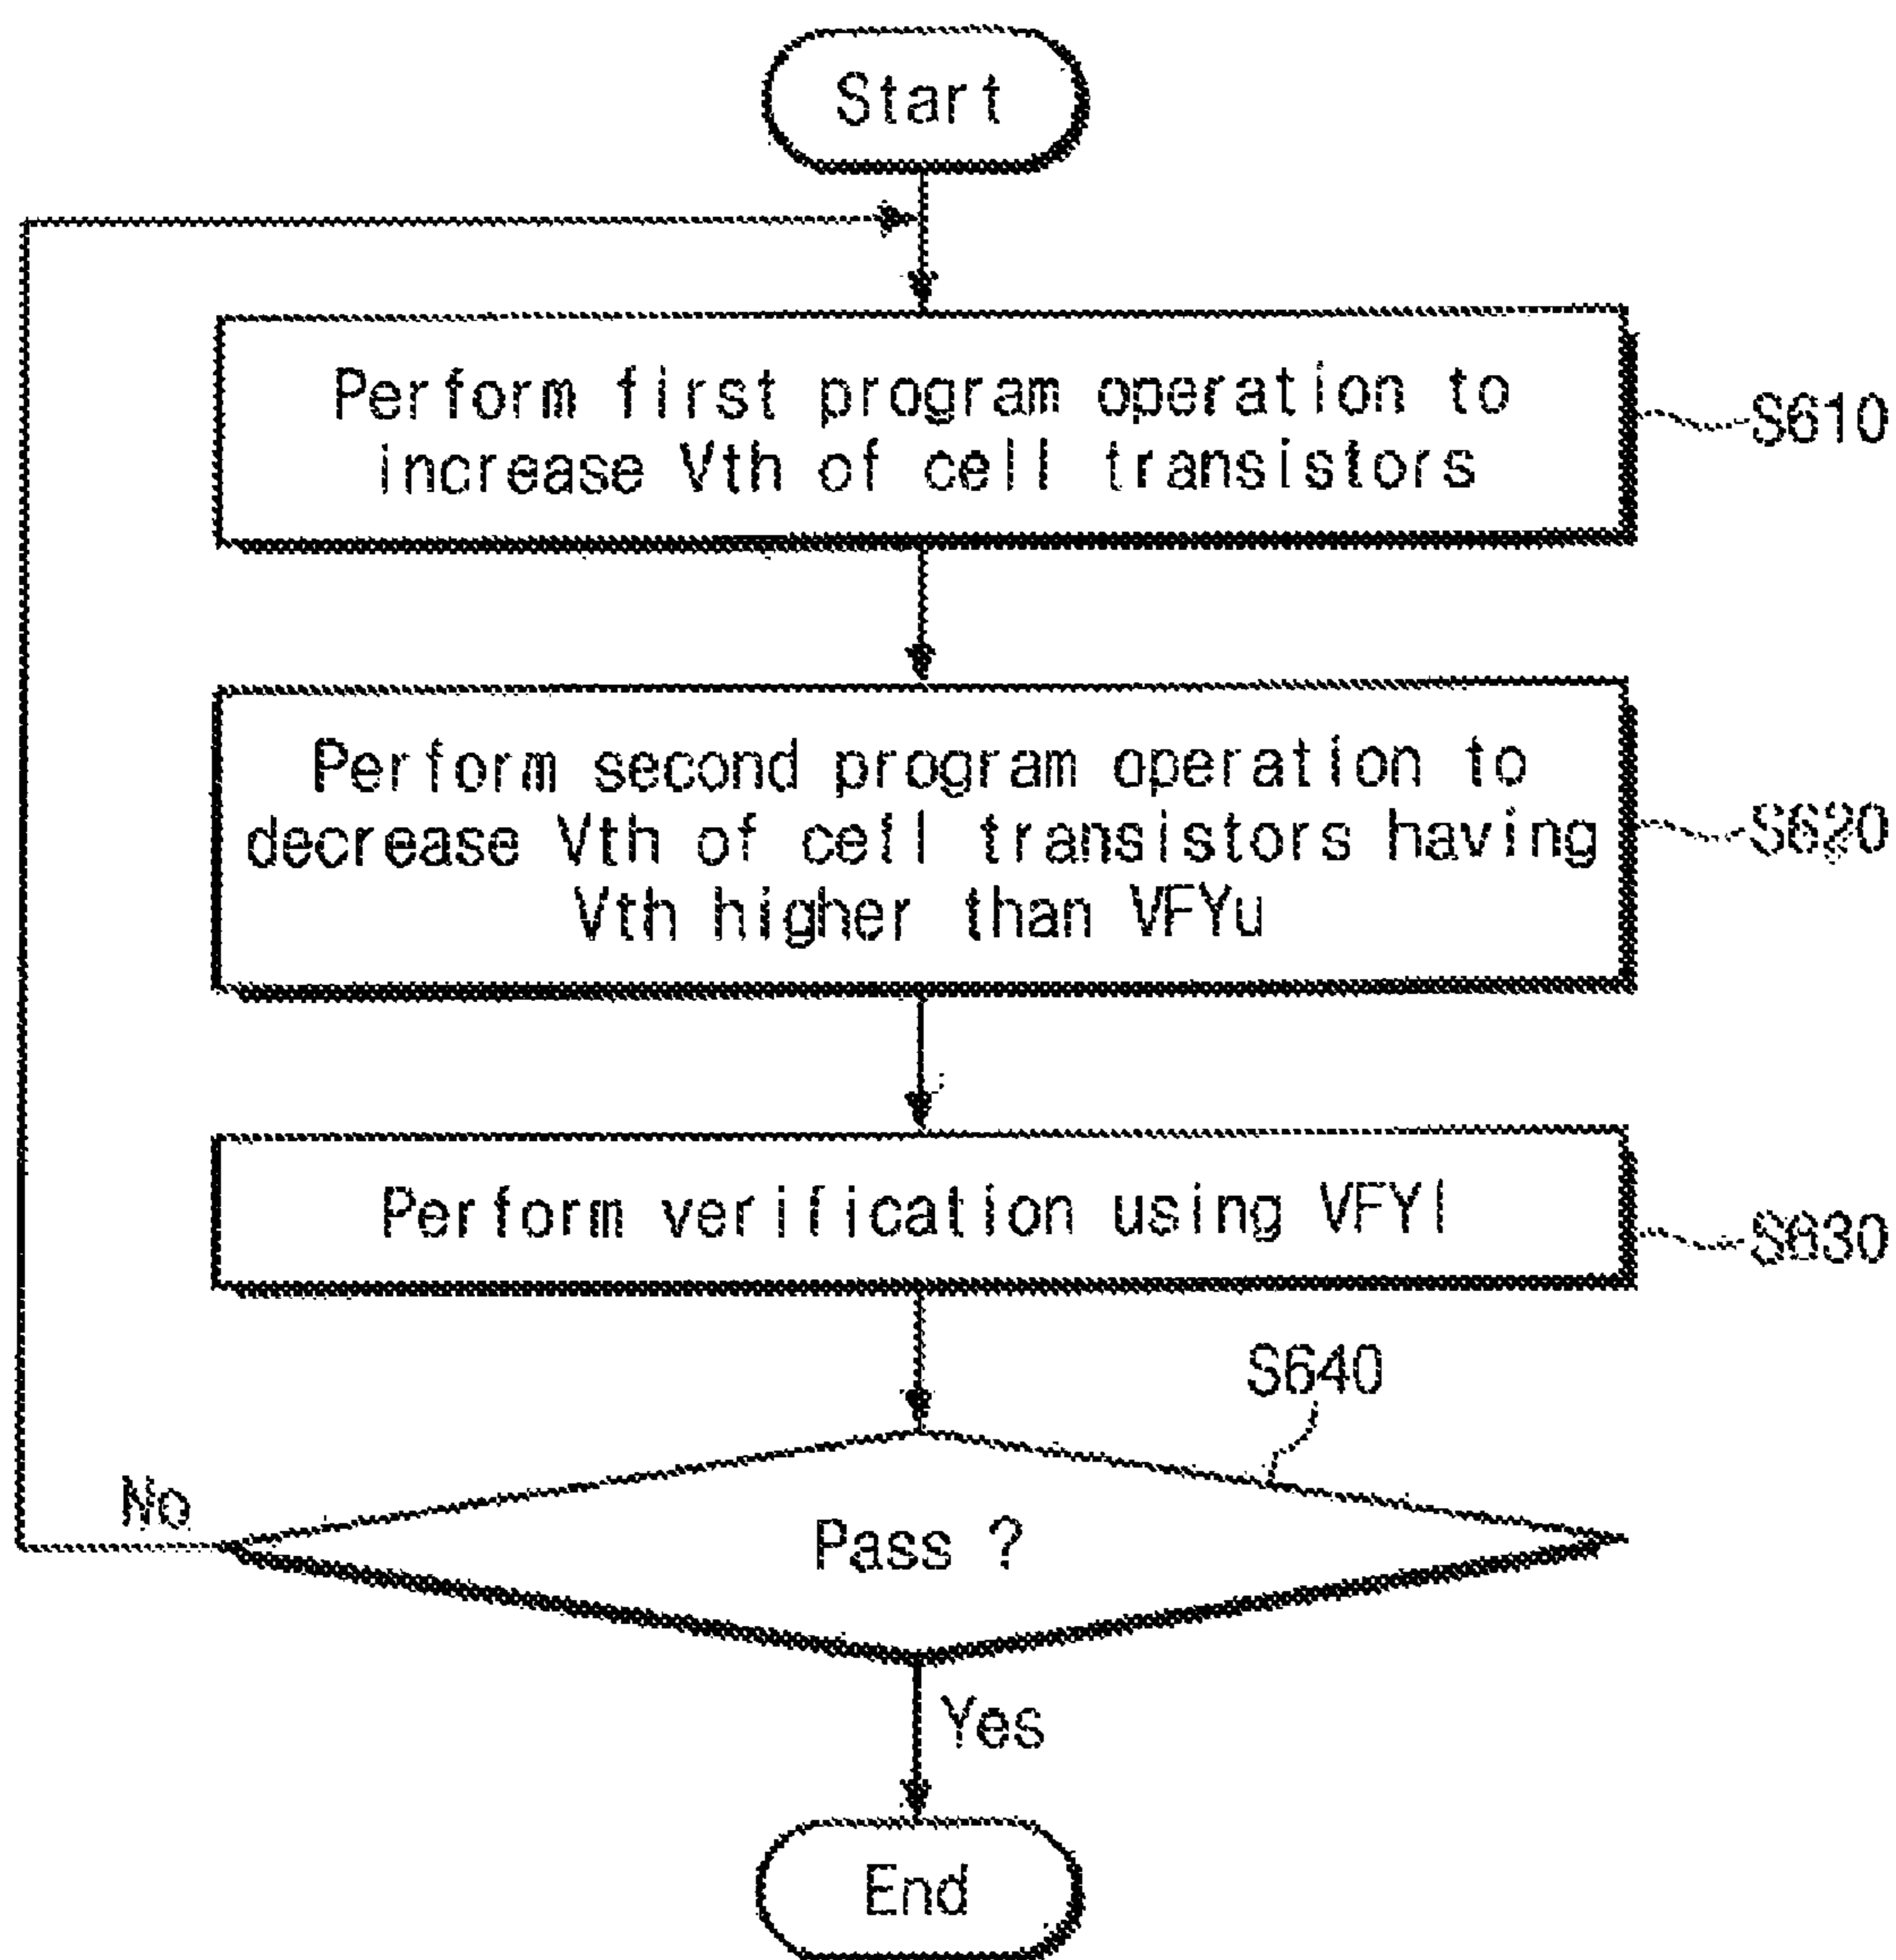 Start
Perform first program operation to
increase Vth of cell transistors
S610
Perform second program operation to
decrease Vth of cell transistors having
Vth higher than VFYu
S620
Perform verification using VFYl
S630
S640
No
Pass ?
Yes
End